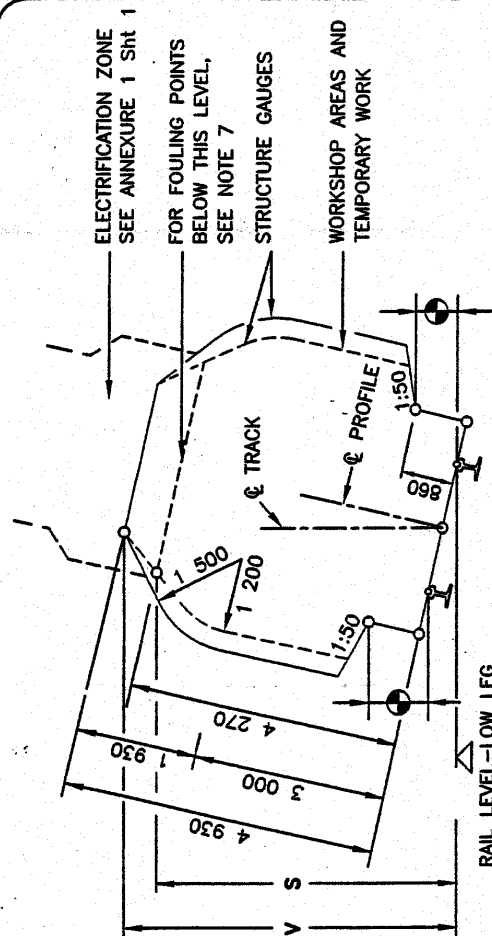 ELECTRIFICATION ZONE
SEE ANNEXURE 1 Sht 1
FOR FOULING POINTS
BELOW THIS LEVEL,
SEE NOTE 7
STRUCTURE GAUGES
WORKSHOP AREAS AND
TEMPORARY WORK
1:50
℄ PROFILE
860
℄ TRACK
1 500
1 200
1:50
4 270
1 930
3 000
4 930
S
V
RAIL LEVEL-LOW LEG